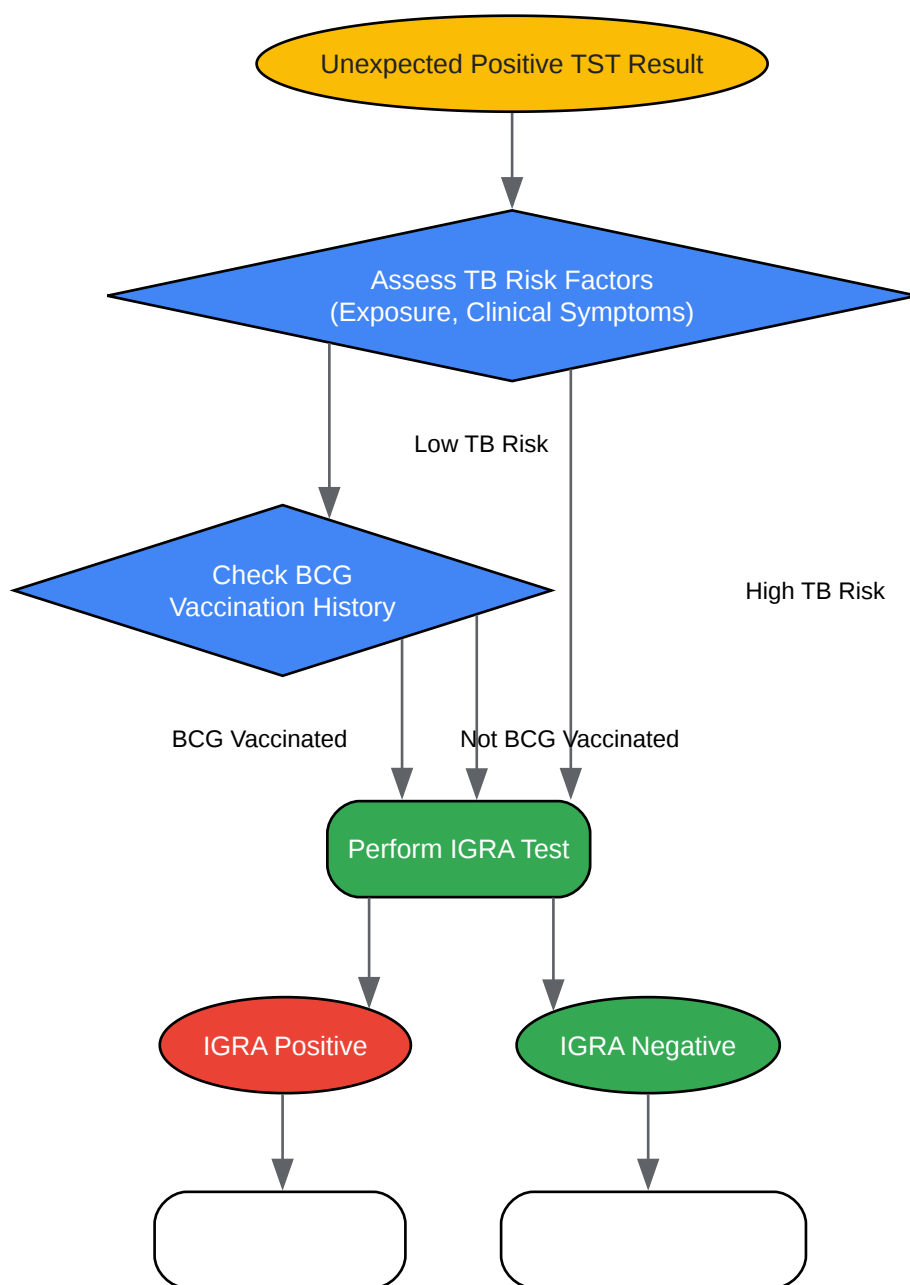 Unexpected Positive TST Result
Assess TB Risk Factors
(Exposure, Clinical Symptoms)
Low TB Risk
Check BCG
Vaccination History
High TB Risk
BCG Vaccinated
Not BCG Vaccinated
Perform IGRA Test
IGRA Positive
IGRA Negative